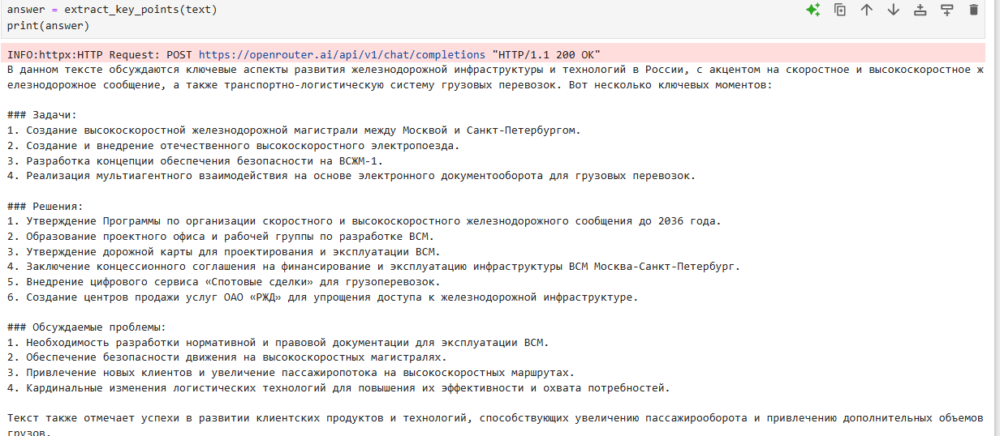 answer = extract_key_points(text)
print(answer)
INFO:httpx:HTTP Request: POST https://openrouter.ai/api/v1/chat/completions "HTTP/1.1 200 OK"
В данном тексте обсуждаются ключевые аспекты развития железнодорожной инфраструктуры и технологий в России, с акцентом на скоростное и высокоскоростное ж
елезнодорожное сообщение, а также транспортно-логистическую систему грузовых перевозок. Вот несколько ключевых моментов:
### Задачи:
1. Создание высокоскоростной железнодорожной магистрали между Москвой и Санкт-Петербургом.
2. Создание и внедрение отечественного высокоскоростного электропоезда.
3. Разработка концепции обеспечения безопасности на ВСЖМ-1.
4. Реализация мультиагентного взаимодействия на основе электронного документооборота для грузовых перевозок.
### Решения:
1. Утверждение Программы по организации скоростного и высокоскоростного железнодорожного сообщения до 2036 года.
2. Образование проектного офиса и рабочей группы по разработке ВСМ.
3. Утверждение дорожной карты для проектирования и эксплуатации ВСМ.
4. Заключение концессионного соглашения на финансирование и эксплуатацию инфраструктуры ВСМ Москва-Санкт-Петербург.
5. Внедрение цифрового сервиса «Спотовые сделки» для грузоперевозок.
6. Создание центров продажи услуг ОАО «РЖД» для упрощения доступа к железнодорожной инфраструктуре.
### Обсуждаемые проблемы:
1. Необходимость разработки нормативной и правовой документации для эксплуатации ВСМ.
2. Обеспечение безопасности движения на высокоскоростных магистралях.
3. Привлечение новых клиентов и увеличение пассажиропотока на высокоскоростных маршрутах.
4. Кардинальные изменения логистических технологий для повышения их эффективности и охвата потребностей.
Текст также отмечает успехи в развитии клиентских продуктов и технологий, способствующих увеличению пассажирооборота и привлечению дополнительных объемов
грузов.